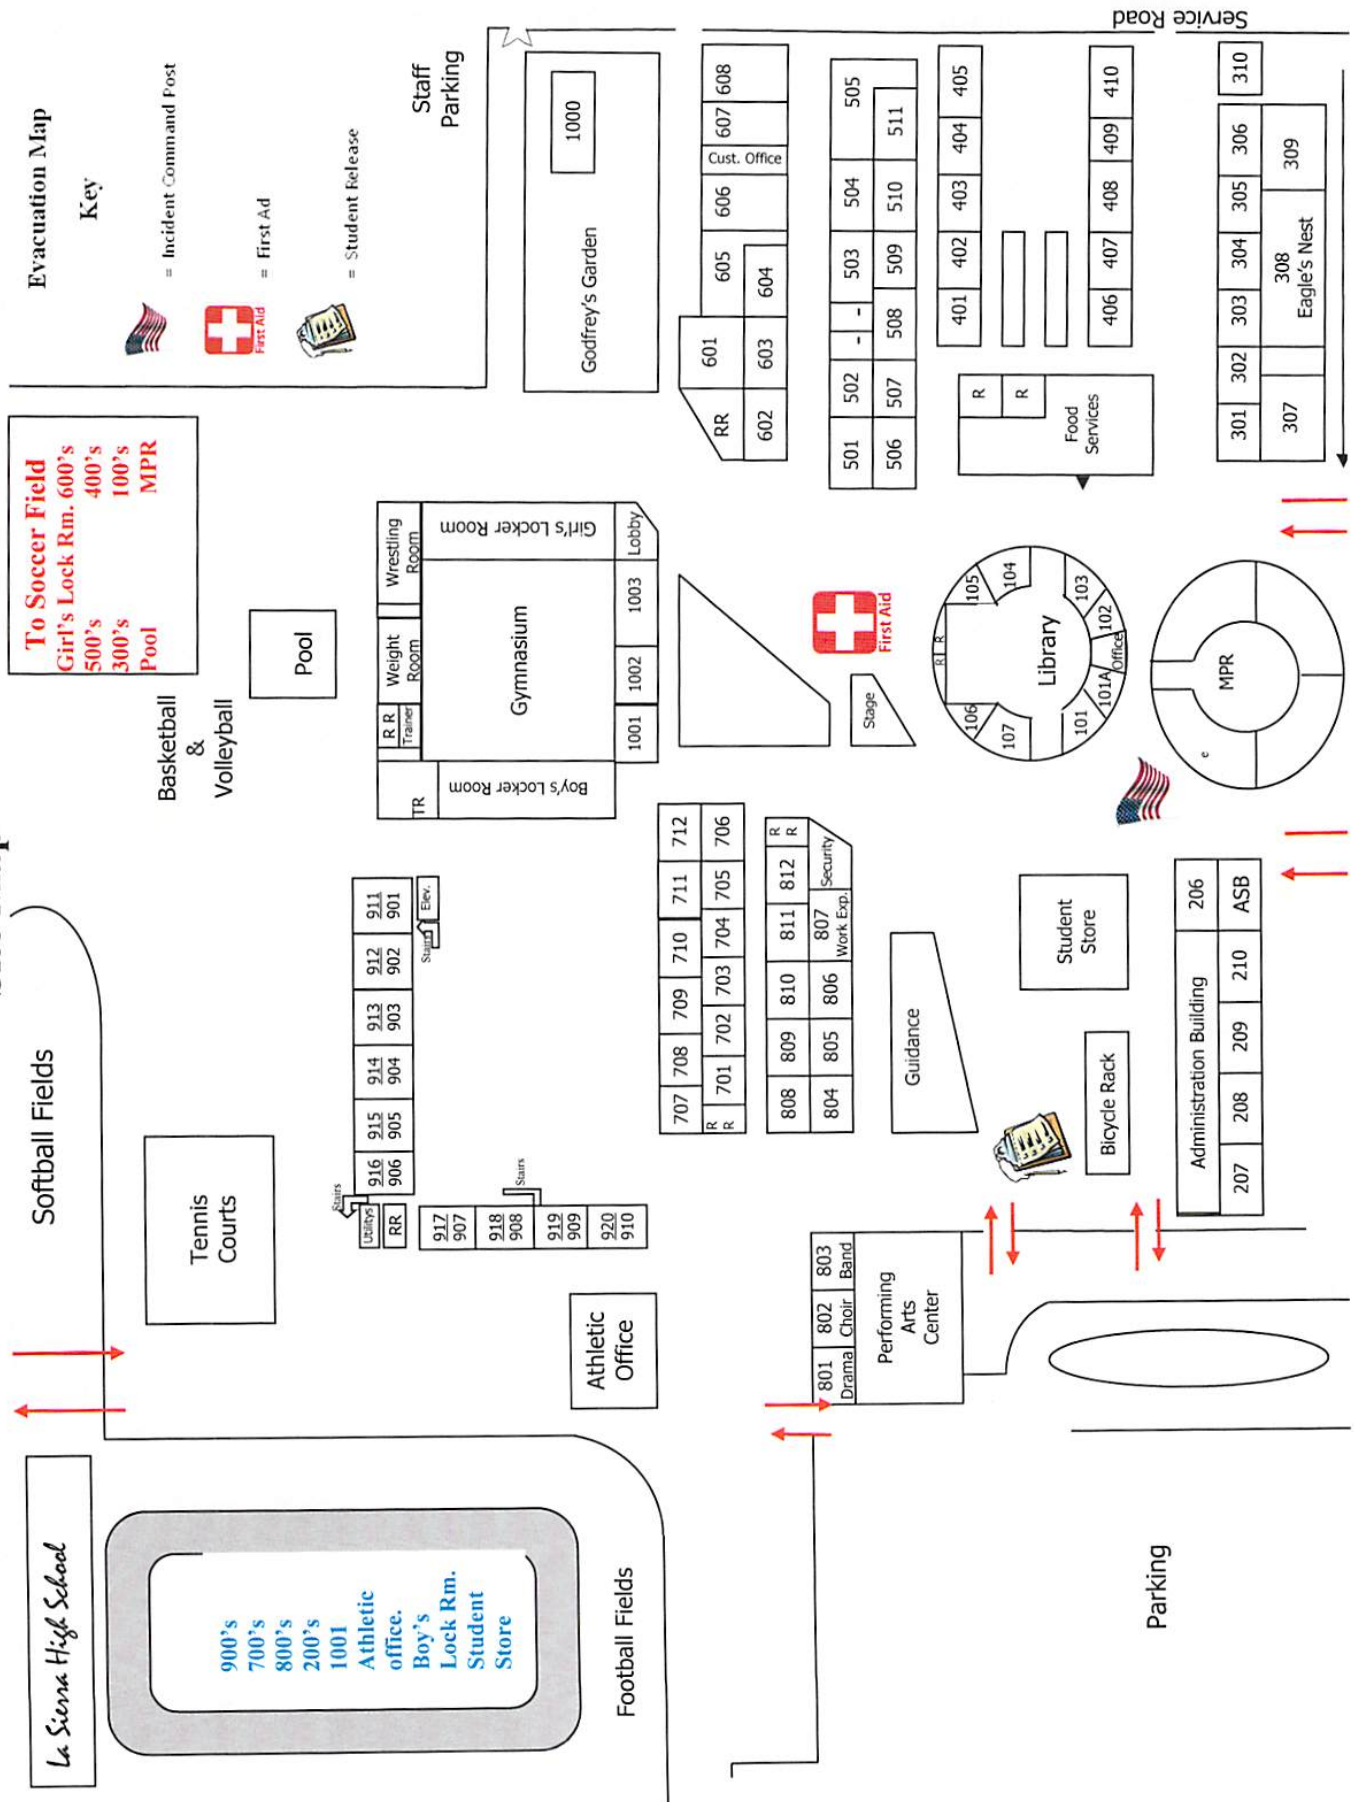 La Sierra High School
Softball Fields
To Soccer Field
Girl's Lock Rm. 600's
500's 400's
300's 100's
Pool MPR
Evacuation Map
Key
= Incident Command Post
= First Ad
First Aid
= Student Release
Staff
Parking
900's
700's
800's
200's
1001
Athletic
office.
Boy's
Lock Rm.
Student
Store
Football Fields
Tennis
Courts
Basketball
&
Volleyball
Pool
Stairs
Utilitys
RR
916 915 914 913 912 911
906 905 904 903 902 901
Stairs
Elev.
917
907
918
908
919
909
920
910
Stairs
Athletic
Office
TR
R R
Trainer
Weight
Room
Wrestling
Room
Boy's Locker Room
Gymnasium
Girl's Locker Room
1001 1002 1003 Lobby
Godfrey's Garden
1000
707 708 709 710 711 712
R
R
701 702 703 704 705 706
RR 601 605 606 Cust. Office 607 608
602 603 604
808 809 810 811 812 R
R
804 805 806 807
Work Exp.
Security
First Aid
Stage
501 502 - - 503 504 505
506 507 508 509 510 511
801
Drama
802
Choir
803
Band
Performing
Arts
Center
Guidance
106 R R 105
107 104
Library
101 101A Office 102 103
R
R
Food
Services
401 402 403 404 405
406 407 408 409 410
Student
Store
Bicycle Rack
Administration Building 206
207 208 209 210 ASB
e
MPR
301 302 303 304 305 306 310
307 308
Eagle's Nest
309
Service Road
Parking